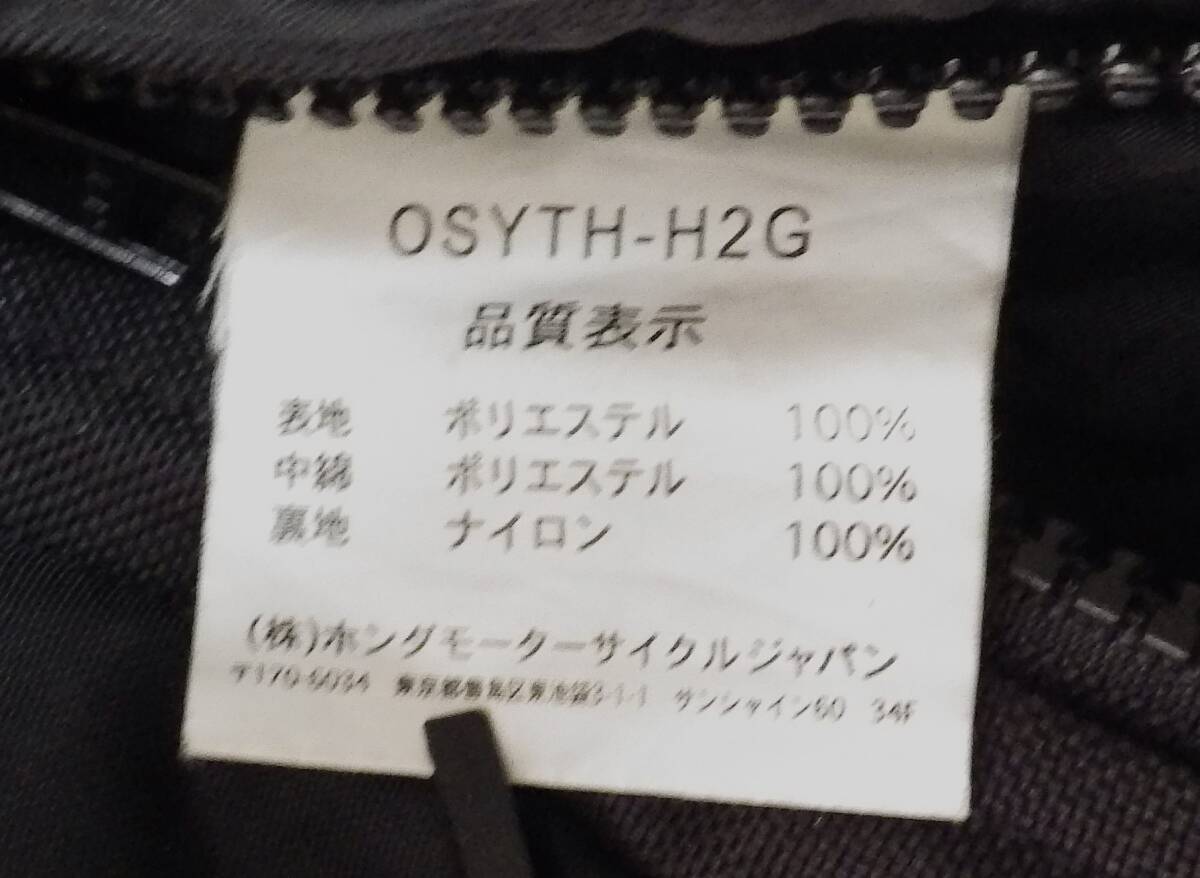 OSYTH-H2G
品質表示
表地 ポリエステル 100%
中綿 ポリエステル 100%
裏地 ナイロン 100%
(株)ホンダモーターサイクルジャパン
〒170-6034 東京都豊島区東池袋3-1-1 サンシャイン60 34F